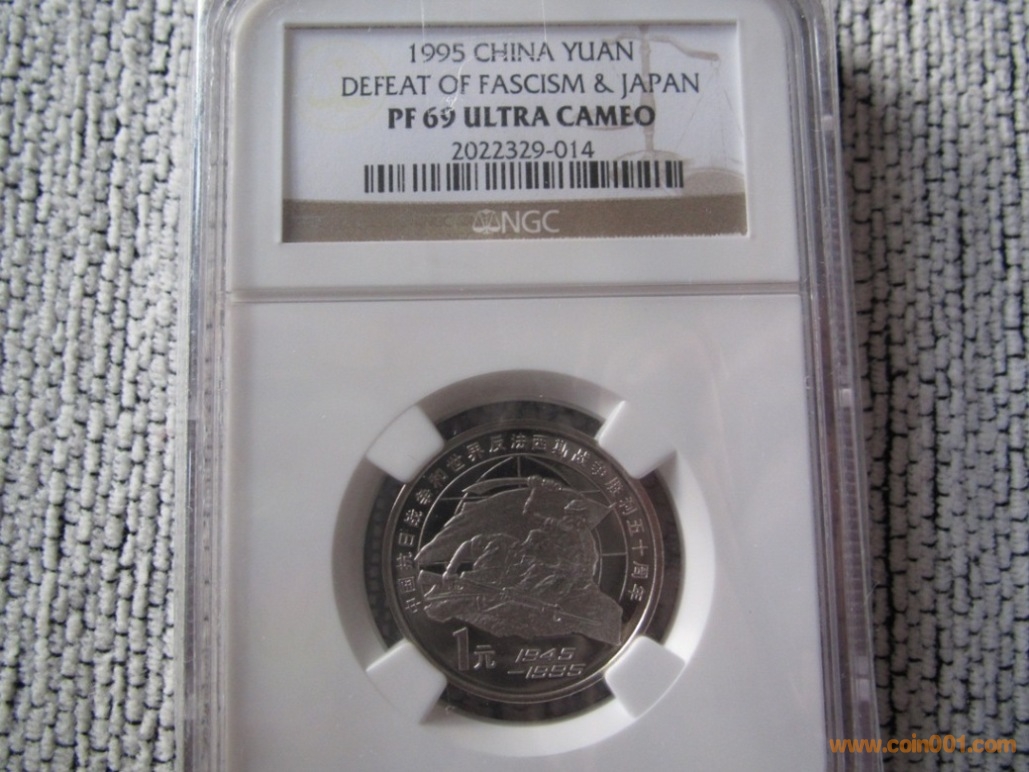 1995 CHINA YUAN
DEFEAT OF FASCISM & JAPAN
PF 69 ULTRA CAMEO
2022329-014
NGC
中国抗日战争和世界反法西斯战争胜利五十周年
1元 1945
-1995
www.coin001.com